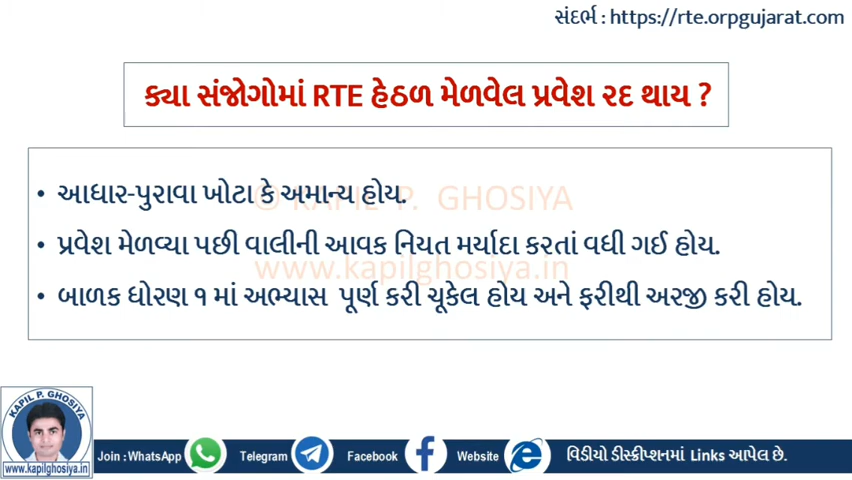 સંદર્ભ : https://rte.orpgujarat.com
ક્યા સંજોગોમાં RTE હેઠળ મેળવેલ પ્રવેશ રદ થાય ?
• આધાર-પુરાવા ખોટા કે અમાન્ય હોય.
© KAPIL P. GHOSIYA
• પ્રવેશ મેળવ્યા પછી વાલીની આવક નિયત મર્યાદા કરતાં વધી ગઈ હોય.
www.kapilghosiya.in
• બાળક ધોરણ ૧ માં અભ્યાસ પૂર્ણ કરી ચૂકેલ હોય અને ફરીથી અરજી કરી હોય.
KAPIL P. GHOSIYA
www.kapilghosiya.in
Join : WhatsApp Telegram Facebook Website વિડીયો ડીસ્ક્રીપ્શનમાં Links આપેલ છે.